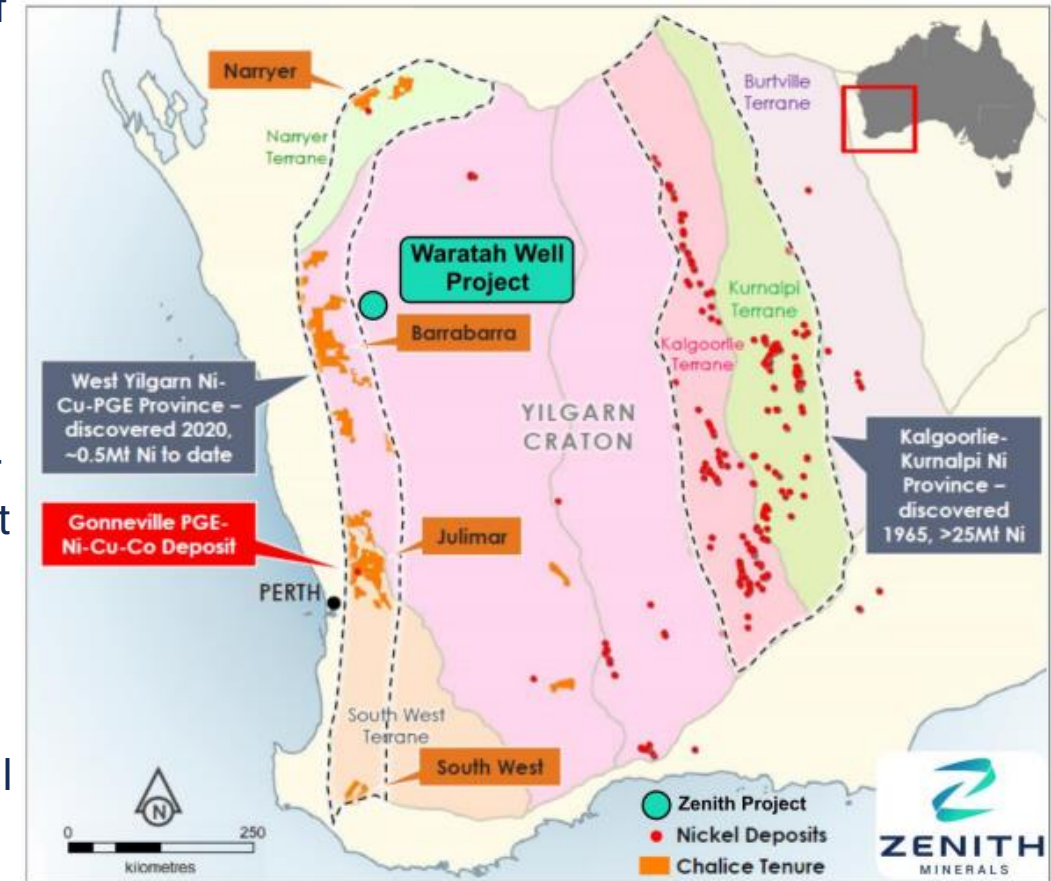 Narryer
Narryer
Terrane
Burtville
Terrane
Waratah Well
Project
Barrabarra
Kurnalpi
Terrane
Kalgoorlie
Terrane
West Yilgarn Ni-
Cu-PGE Province –
discovered 2020,
~0.5Mt Ni to date
YILGARN
CRATON
Kalgoorlie-
Kurnalpi Ni
Province –
discovered
1965, >25Mt Ni
Gonneville PGE-
Ni-Cu-Co Deposit
Julimar
PERTH
South West
Terrane
South West
N
0 250
kilometres
Zenith Project
Nickel Deposits
Chalice Tenure
ZENITH
MINERALS